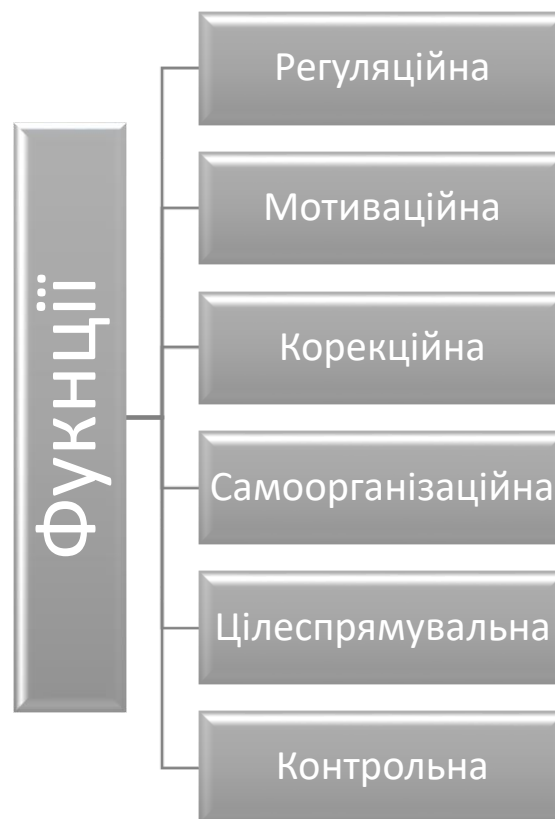 Фукнції
Регуляційна
Мотиваційна
Корекційна
Самоорганізаційна
Цілеспрямувальна
Контрольна